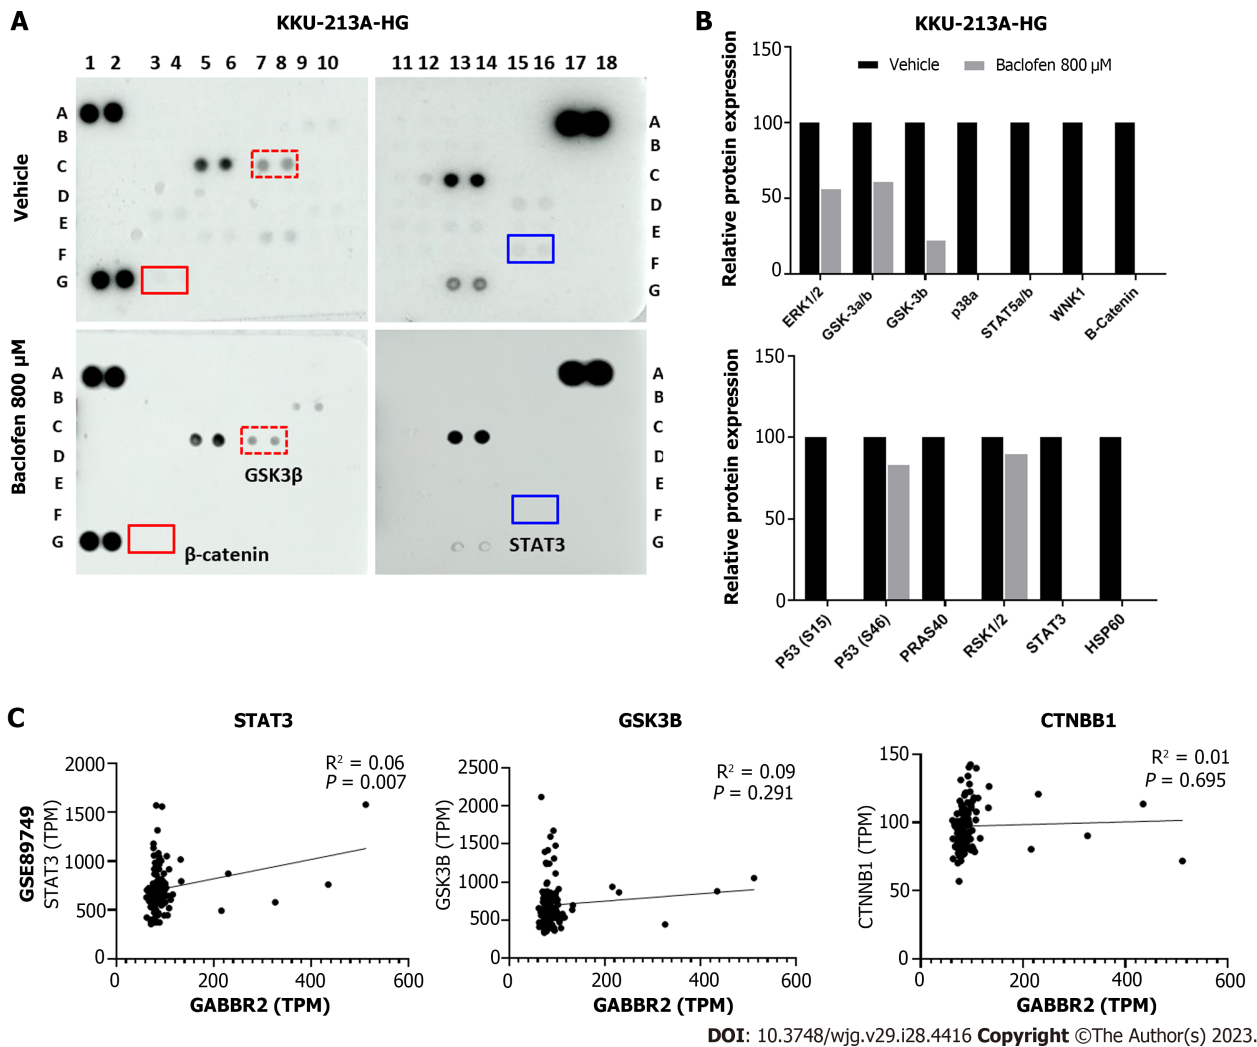 A
KKU-213A-HG
1 2 3 4 5 6 7 8 9 10
11 12 13 14 15 16 17 18
Vehicle
A
B
C
D
E
F
G
A
B
C
D
E
F
G
Baclofen 800 µM
A
B
C
D
E
F
G
GSK3β
β-catenin
STAT3
A
B
C
D
E
F
G
B
KKU-213A-HG
Relative protein expression
150
100
50
0
Vehicle Baclofen 800 µM
ERK1/2 GSK-3a/b GSK-3b p38a STAT5a/b WNK1 B-Catenin
Relative protein expression
150
100
50
0
P53 (S15) P53 (S46) PRAS40 RSK1/2 STAT3 HSP60
C
GSE89749
STAT3
STAT3 (TPM)
R² = 0.06
P = 0.007
2000
1500
1000
500
0
0 200 400 600
GABBR2 (TPM)
GSK3B
GSK3B (TPM)
R² = 0.09
P = 0.291
2500
2000
1500
1000
500
0
0 200 400 600
GABBR2 (TPM)
CTNBB1
CTNNB1 (TPM)
R² = 0.01
P = 0.695
150
100
50
0
0 200 400 600
GABBR2 (TPM)
DOI: 10.3748/wjg.v29.i28.4416 Copyright ©The Author(s) 2023.